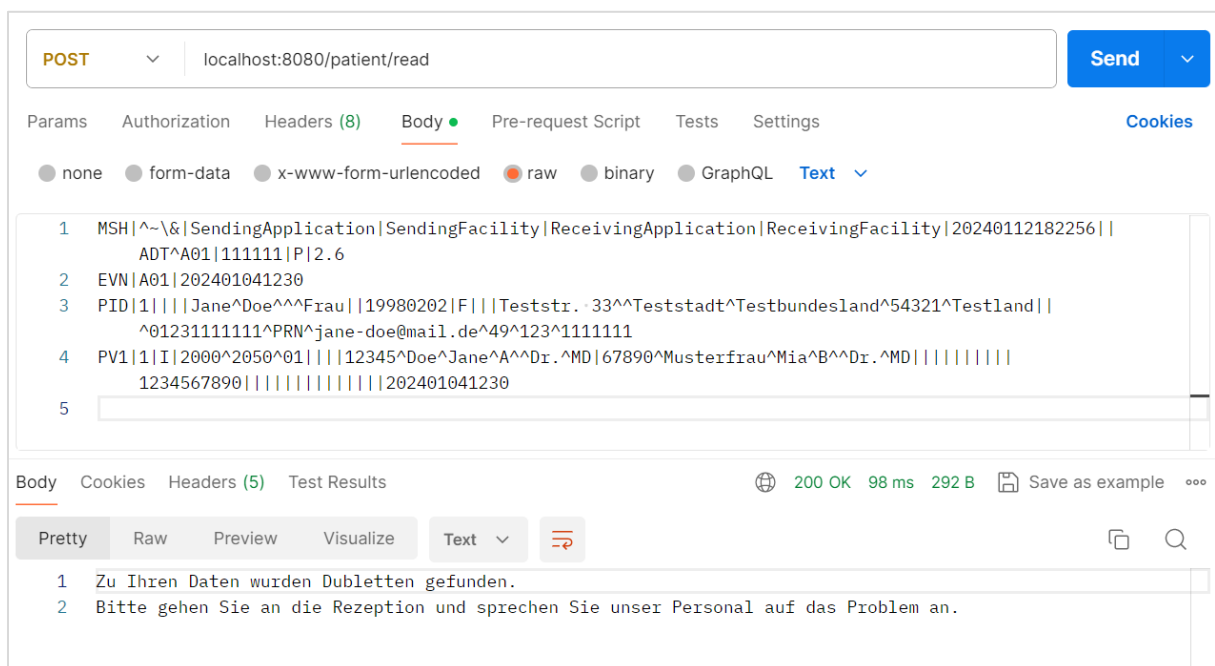 POST localhost:8080/patient/read Send
Params Authorization Headers (8) Body Pre-request Script Tests Settings Cookies
none form-data x-www-form-urlencoded raw binary GraphQL Text
1 MSH|^~\&|SendingApplication|SendingFacility|ReceivingApplication|ReceivingFacility|20240112182256||
ADT^A01|111111|P|2.6
2 EVN|A01|202401041230
3 PID|1||||Jane^Doe^^^Frau||19980202|F|||Teststr. 33^^Teststadt^Testbundesland^54321^Testland||
^01231111111^PRN^jane-doe@mail.de^49^123^1111111
4 PV1|1|I|2000^2050^01||||12345^Doe^Jane^A^^Dr.^MD|67890^Musterfrau^Mia^B^^Dr.^MD||||||||||
1234567890|||||||||||||||202401041230
5
Body Cookies Headers (5) Test Results 200 OK 98 ms 292 B Save as example
Pretty Raw Preview Visualize Text
1 Zu Ihren Daten wurden Dubletten gefunden.
2 Bitte gehen Sie an die Rezeption und sprechen Sie unser Personal auf das Problem an.